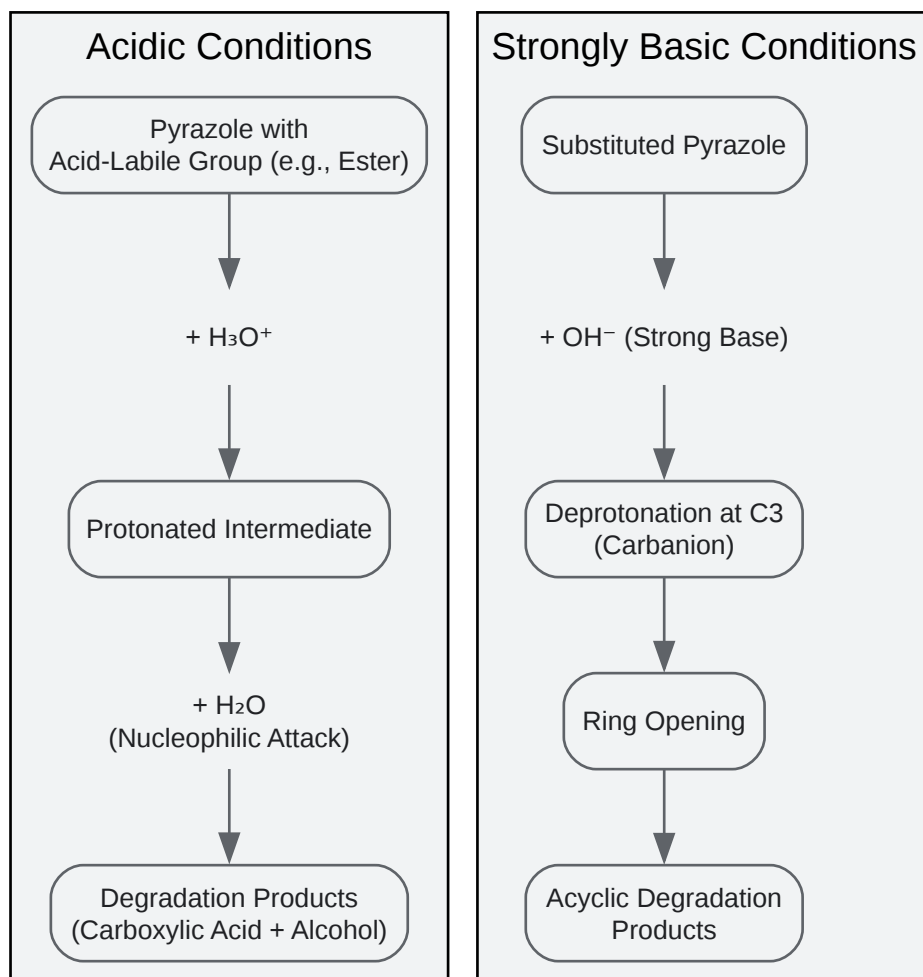 Acidic Conditions
Pyrazole with
Acid-Labile Group (e.g., Ester)
+ H₃O⁺
Protonated Intermediate
+ H₂O
(Nucleophilic Attack)
Degradation Products
(Carboxylic Acid + Alcohol)
Strongly Basic Conditions
Substituted Pyrazole
+ OH⁻ (Strong Base)
Deprotonation at C3
(Carbanion)
Ring Opening
Acyclic Degradation
Products